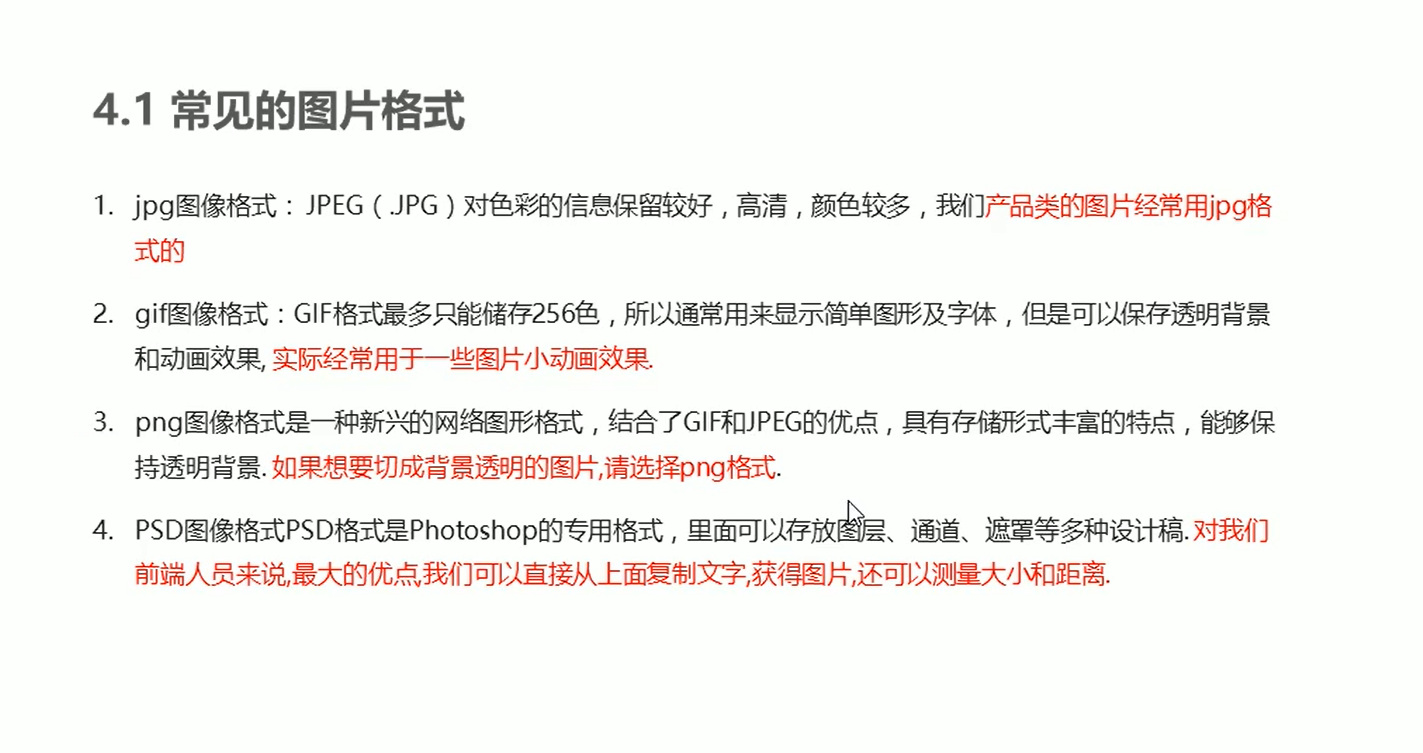 4.1 常见的图片格式
1. jpg图像格式： JPEG（.JPG）对色彩的信息保留较好，高清，颜色较多，我们产品类的图片经常用jpg格
式的
2. gif图像格式：GIF格式最多只能储存256色，所以通常用来显示简单图形及字体，但是可以保存透明背景
和动画效果, 实际经常用于一些图片小动画效果.
3. png图像格式是一种新兴的网络图形格式，结合了GIF和JPEG的优点，具有存储形式丰富的特点，能够保
持透明背景. 如果想要切成背景透明的图片,请选择png格式.
4. PSD图像格式PSD格式是Photoshop的专用格式，里面可以存放图层、通道、遮罩等多种设计稿. 对我们
前端人员来说,最大的优点,我们可以直接从上面复制文字,获得图片,还可以测量大小和距离.